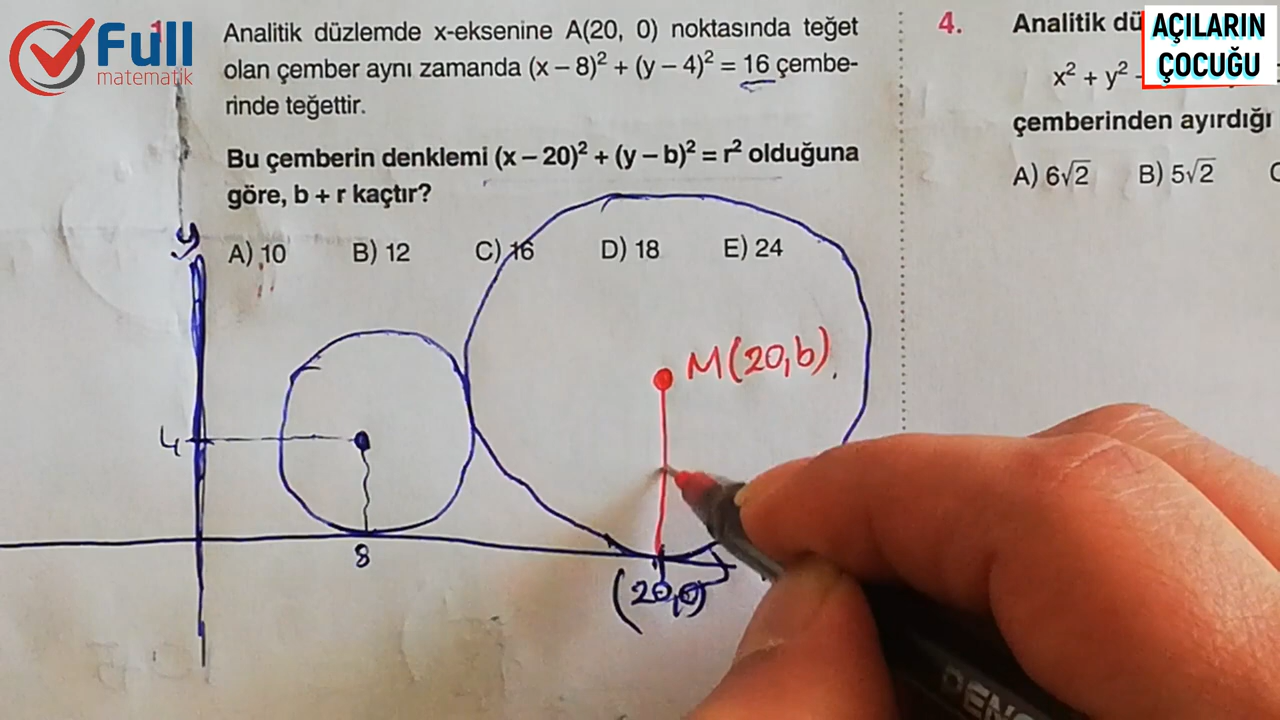 Full
matematik
1
Analitik düzlemde x-eksenine A(20, 0) noktasında teğet
olan çember aynı zamanda (x – 8)² + (y – 4)² = 16 çembe-
rinde teğettir.
Bu çemberin denklemi (x – 20)² + (y – b)² = r² olduğuna
göre, b + r kaçtır?
A) 10 B) 12 C) 16 D) 18 E) 24
y
M(20,b)
4
8
(20,0)
4. Analitik dü
x² + y² -
çemberinden ayırdığı
A) 6√2 B) 5√2
AÇILARIN
ÇOCUĞU